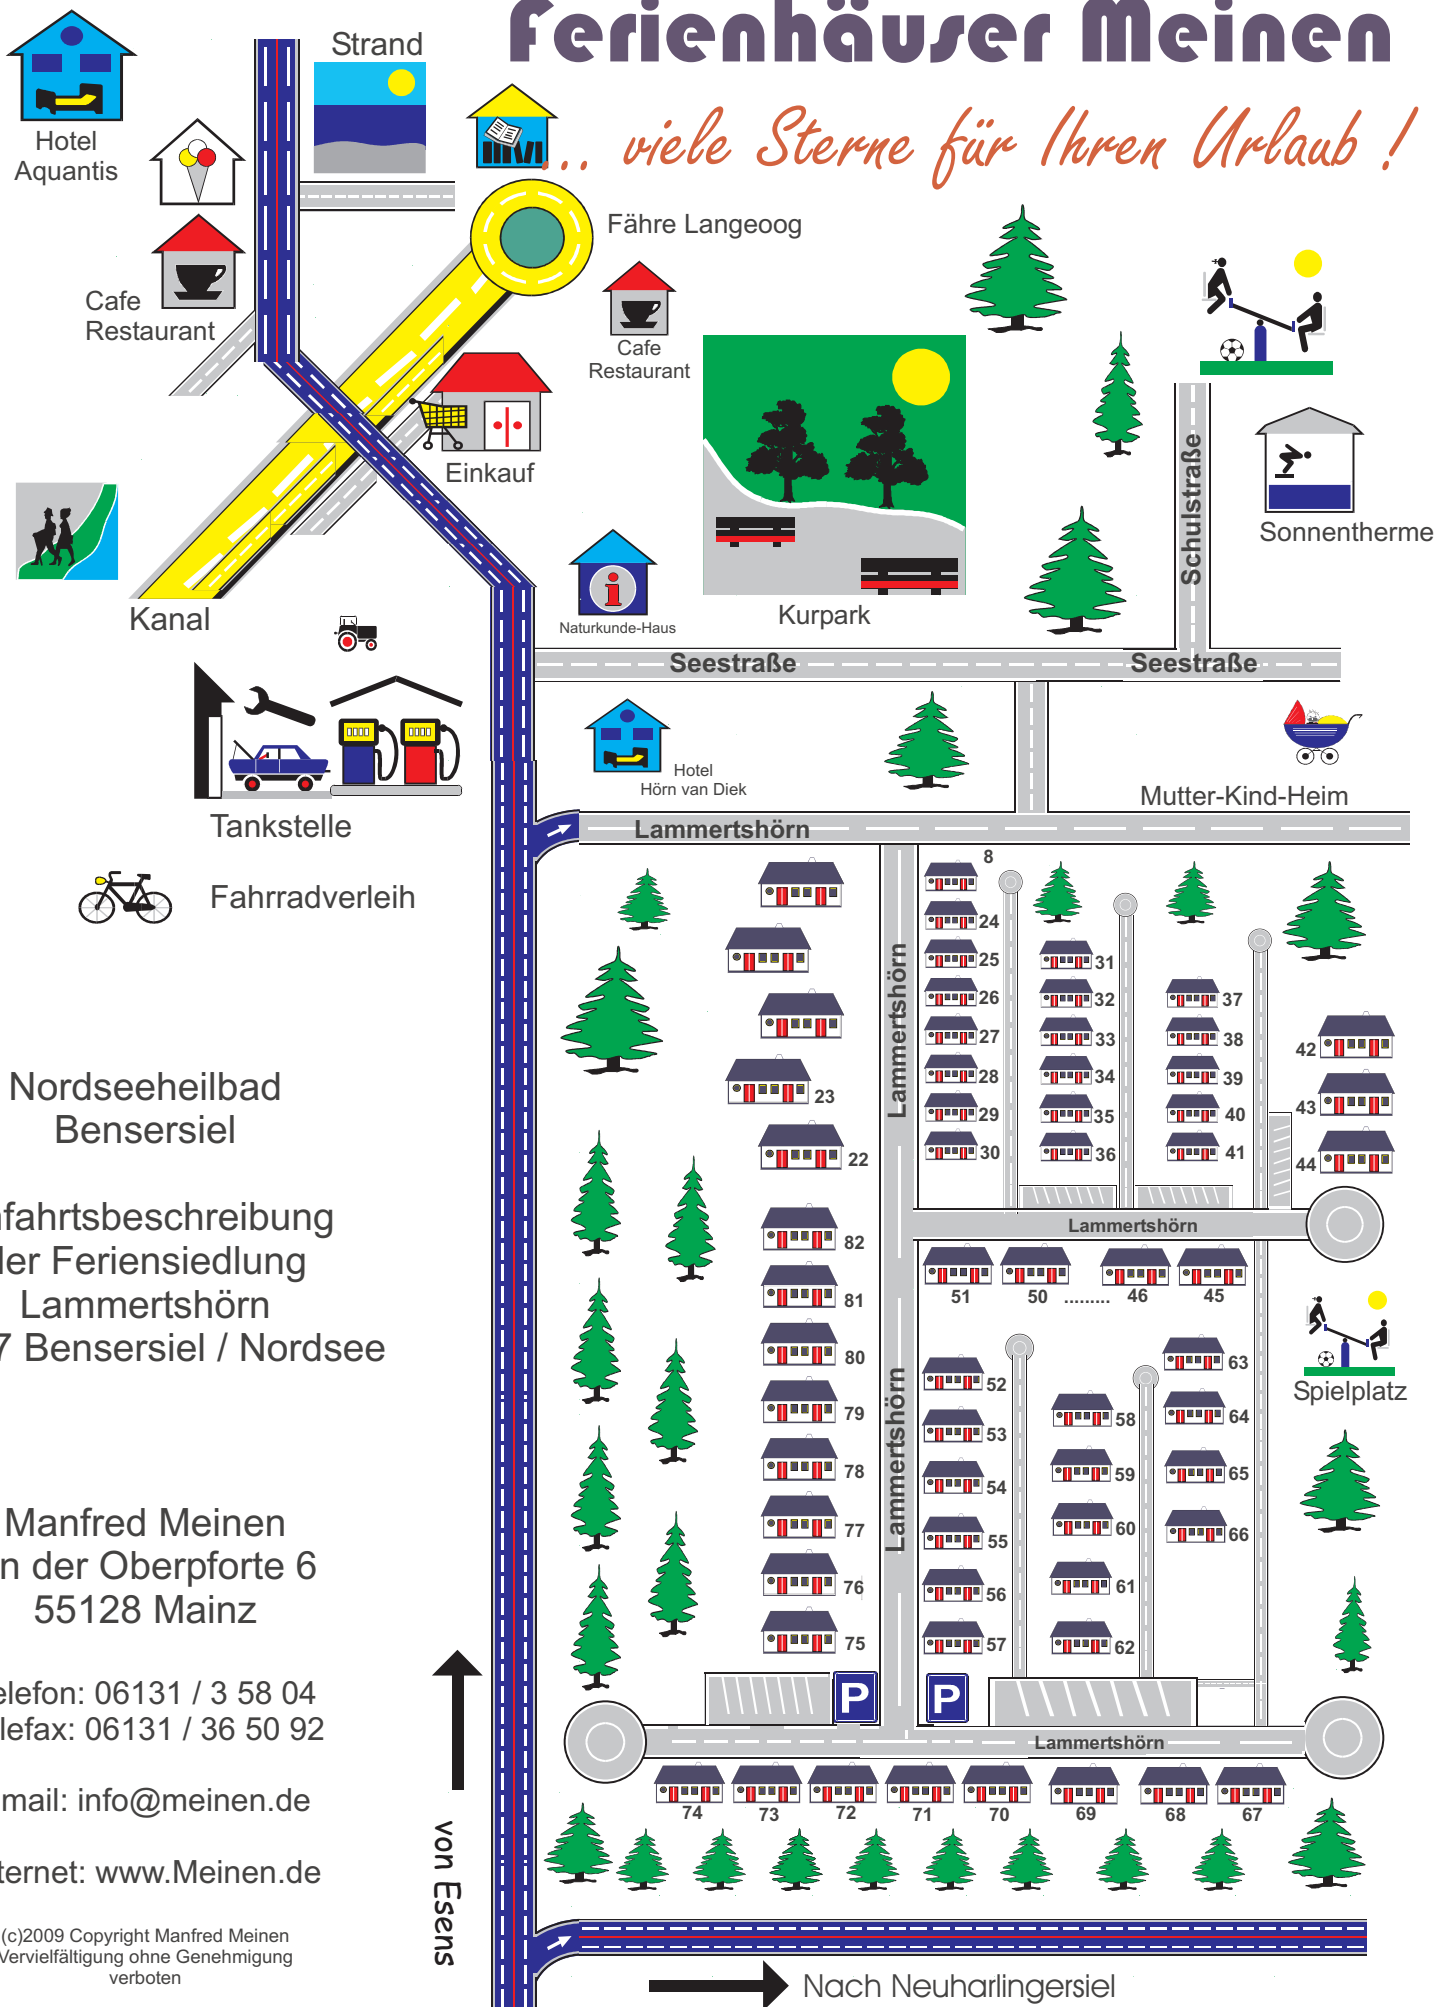 Ferienhäuser Meinen
... viele Sterne für Ihren Urlaub !
Strand
Hotel
Aquantis
Fähre Langeoog
Cafe
Restaurant
Cafe
Restaurant
Einkauf
Schulstraße
Sonnentherme
Kanal
Naturkunde-Haus
Kurpark
Seestraße
Seestraße
Hotel
Hörn van Diek
Mutter-Kind-Heim
Tankstelle
Lammertshörn
Fahrradverleih
8
24
25
26
27
28
29
30
31
32
33
34
35
36
37
38
39
40
41
42
43
44
23
22
Lammertshörn
Lammertshörn
Nordseeheilbad
Bensersiel
nfahrtsbeschreibung
der Feriensiedlung
Lammertshörn
7 Bensersiel / Nordsee
82
81
80
79
78
77
76
75
51
50
.........
46
45
Lammertshörn
52
53
54
55
56
57
58
59
60
61
62
63
64
65
66
Spielplatz
Manfred Meinen
n der Oberpforte 6
55128 Mainz
P
P
elefon: 06131 / 3 58 04
lefax: 06131 / 36 50 92
Lammertshörn
mail: info@meinen.de
74
73
72
71
70
69
68
67
ternet: www.Meinen.de
von Esens
(c)2009 Copyright Manfred Meinen
Vervielfältigung ohne Genehmigung
verboten
Nach Neuharlingersiel